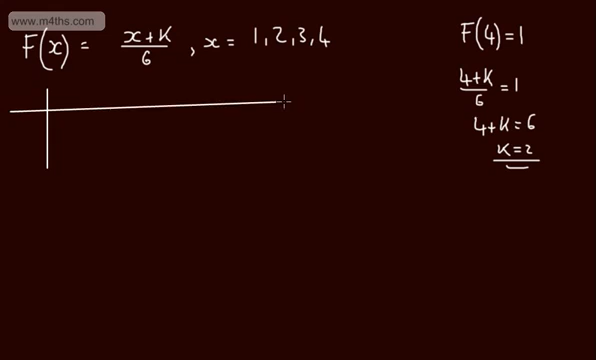 www.m4ths.com
F(x) = x+K/6 , x = 1, 2, 3, 4
F(4) = 1
4+K/6 = 1
4+K = 6
K = 2